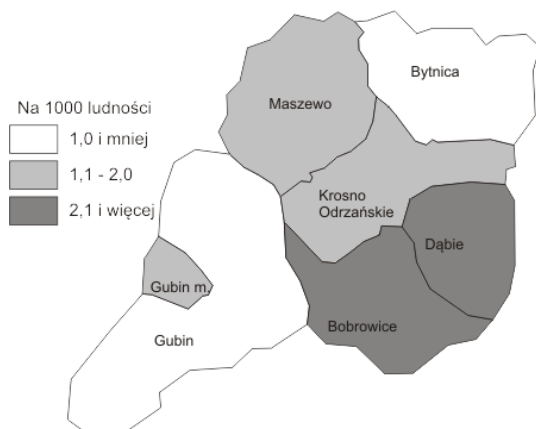 Na 1000 ludności
1,0 i mniej
1,1 - 2,0
2,1 i więcej
Bytnica
Maszewo
Krosno
Odrzańskie
Dąbie
Gubin m.
Bobrowice
Gubin